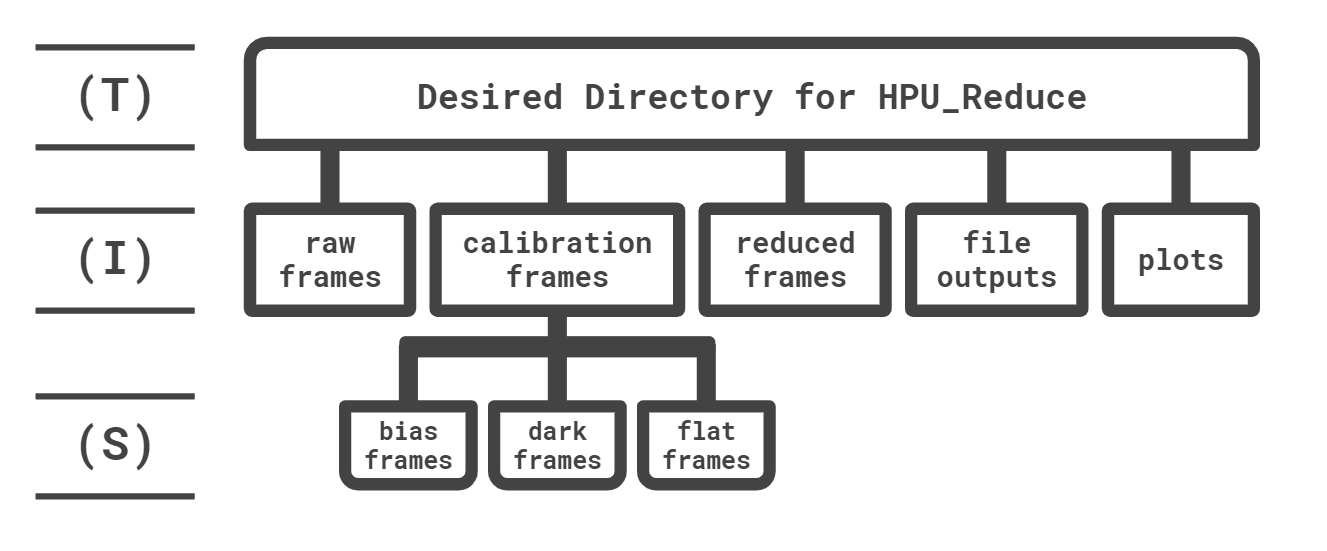 (T)
Desired Directory for HPU_Reduce
(I)
raw
frames
calibration
frames
reduced
frames
file
outputs
plots
(S)
bias
frames
dark
frames
flat
frames